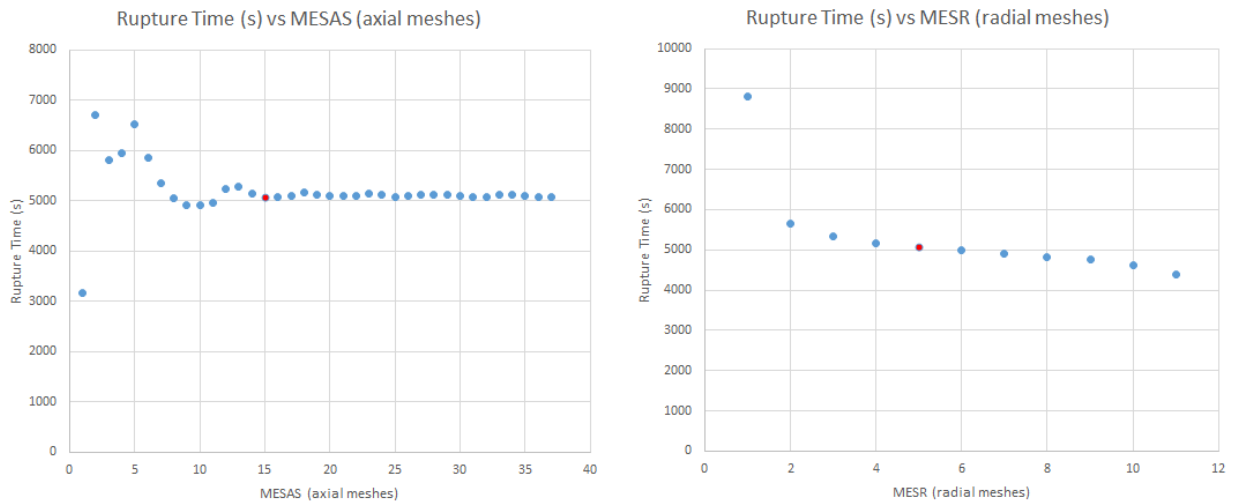 Rupture Time (s) vs MESAS (axial meshes)
8000
7000
6000
5000
4000
3000
2000
1000
0
Rupture Time (s)
0 5 10 15 20 25 30 35 40
MESAS (axial meshes)
Rupture Time (s) vs MESR (radial meshes)
10000
9000
8000
7000
6000
5000
4000
3000
2000
1000
0
Rupture Time (s)
0 2 4 6 8 10 12
MESR (radial meshes)